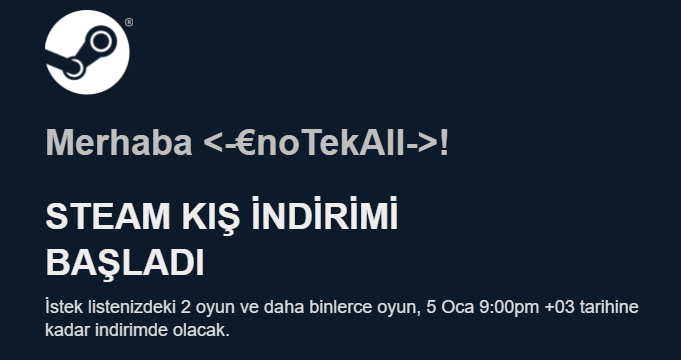 ®
Merhaba <-€noTekAll->!
STEAM KIŞ İNDİRİMİ
BAŞLADI
İstek listenizdeki 2 oyun ve daha binlerce oyun, 5 Oca 9:00pm +03 tarihine
kadar indirimde olacak.